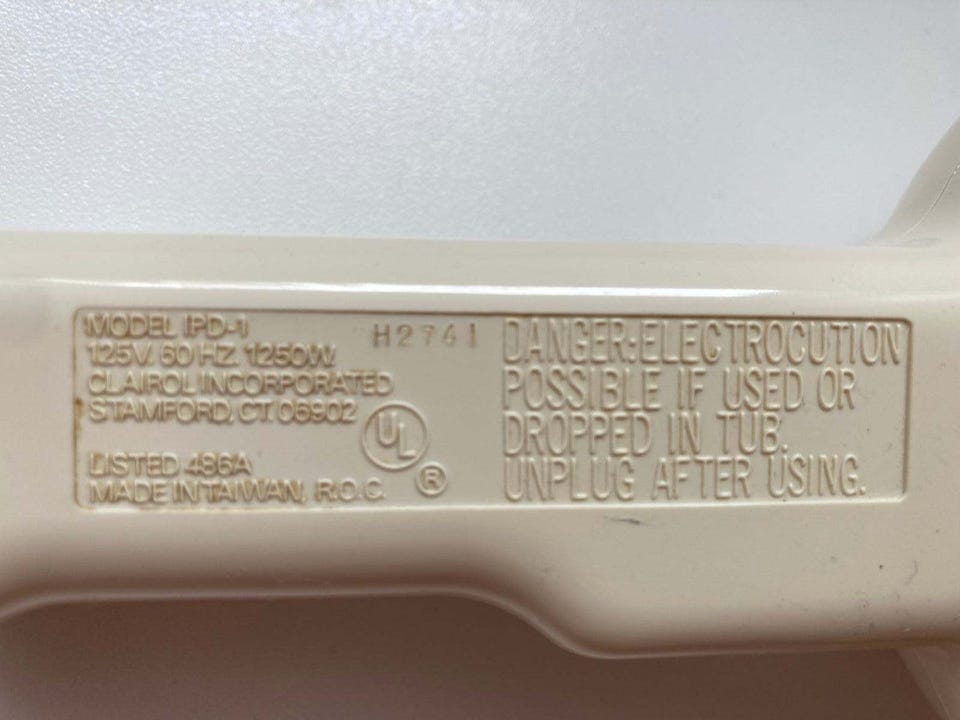 MODEL IPD-1
125V. 60 HZ. 1250W.
CLAIROL INCORPORATED
STAMFORD, CT. 06902
UL
®
LISTED 486A
MADE IN TAIWAN, R.O.C.
H2741
DANGER: ELECTROCUTION
POSSIBLE IF USED OR
DROPPED IN TUB.
UNPLUG AFTER USING.